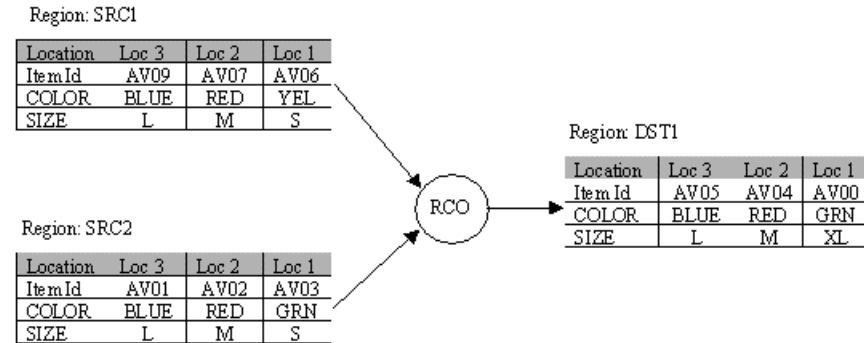 Region: SRC1
Location Loc 3 Loc 2 Loc 1
ItemId AV09 AV07 AV06
COLOR BLUE RED YEL
SIZE L M S
Region: DST1
Location Loc 3 Loc 2 Loc 1
ItemId AV05 AV04 AV00
COLOR BLUE RED GRN
SIZE L M XL
RCO
Region: SRC2
Location Loc 3 Loc 2 Loc 1
ItemId AV01 AV02 AV03
COLOR BLUE RED GRN
SIZE L M S